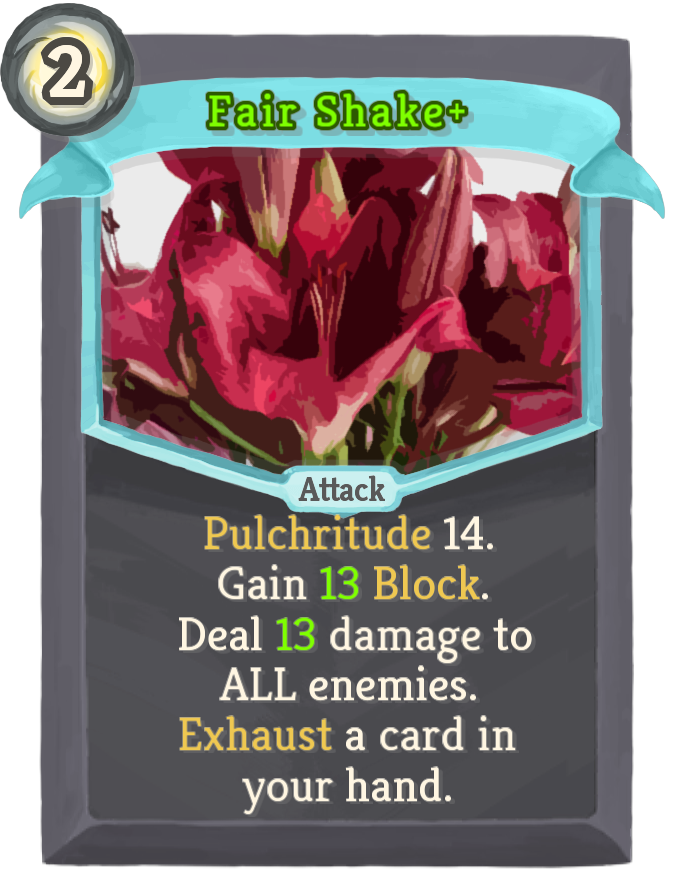 2
Fair Shake+
Attack
Pulchritude 14.
Gain 13 Block.
Deal 13 damage to
ALL enemies.
Exhaust a card in
your hand.